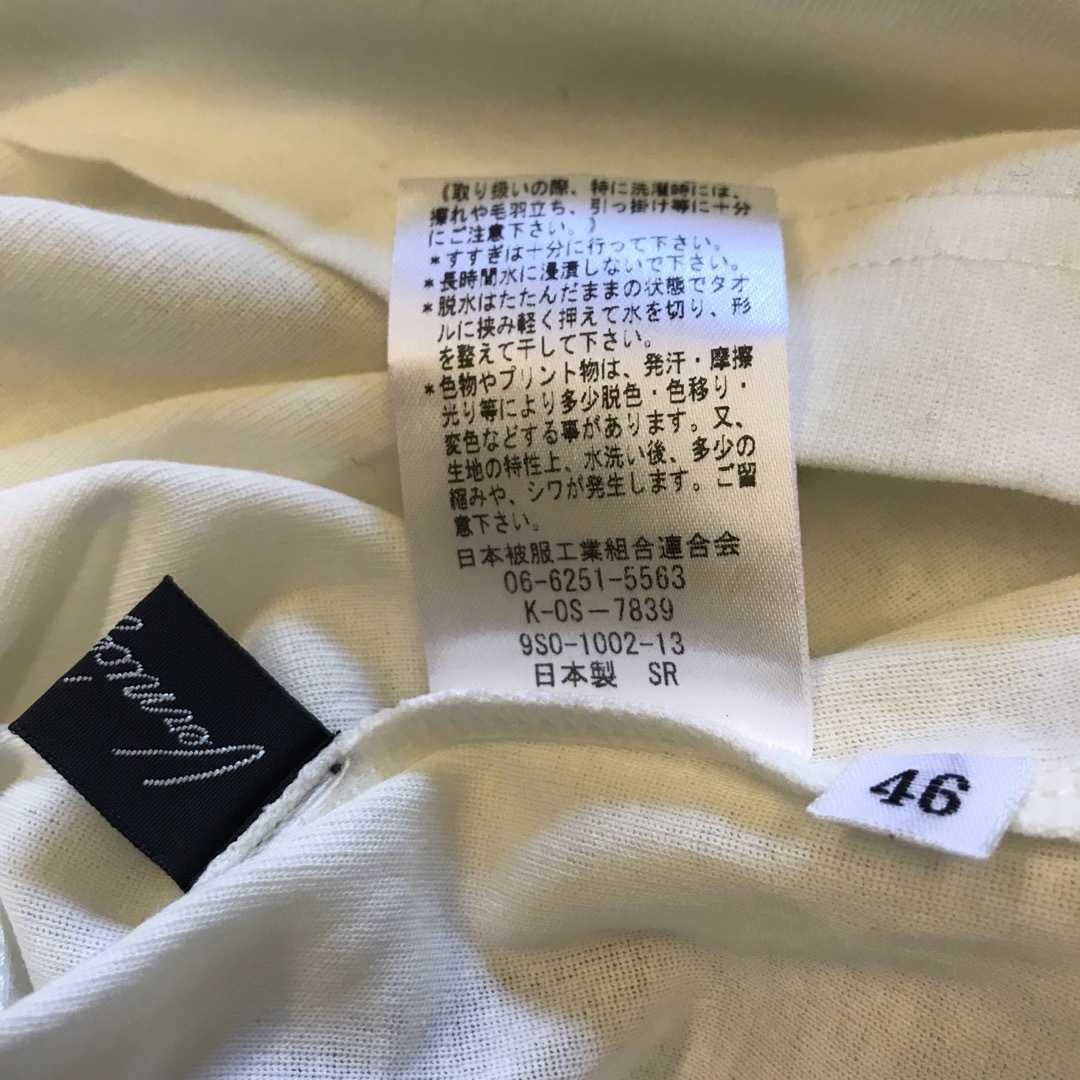 《取り扱いの際、特に洗濯時には、
擦れや毛羽立ち、引っ掛け等に十分
にご注意下さい。》
*すすぎは十分に行って下さい。
*長時間水に浸漬しないで下さい。
*脱水はたたんだままの状態でタオ
ルに挟み軽く押えて水を切り、形
を整えて干して下さい。
*色物やプリント物は、発汗・摩擦
光り等により多少脱色・色移り・
変色などする事があります。又、
生地の特性上、水洗い後、多少の
縮みや、シワが発生します。ご留
意下さい。
日本被服工業組合連合会
06-6251-5563
K-OS-7839
9S0-1002-13
日本製 SR
46